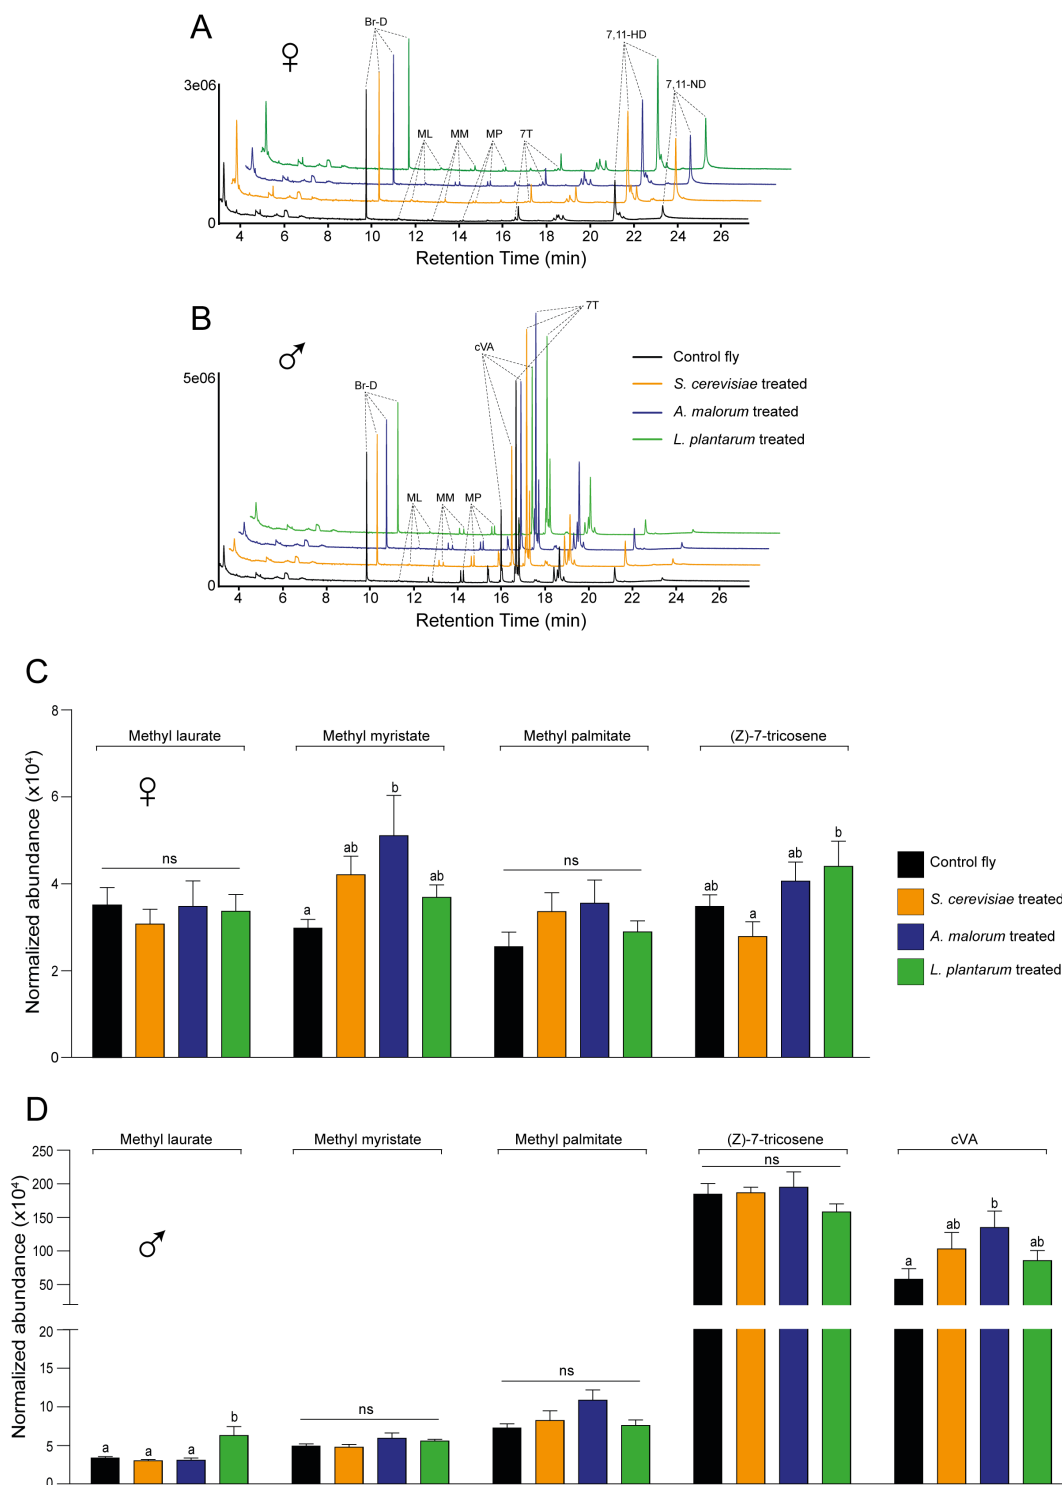 A
♀
Br-D
7,11-HD
7,11-ND
3e06
ML MM MP 7T
0
4 6 8 10 12 14 16 18 20 22 24 26
Retention Time (min)
B
♂
7T
cVA
Br-D
5e06
Control fly
S. cerevisiae treated
A. malorum treated
L. plantarum treated
ML MM MP
0
4 6 8 10 12 14 16 18 20 22 24 26
Retention Time (min)
C
♀
Normalized abundance (x10⁴)
8
6
4
2
0
Methyl laurate Methyl myristate Methyl palmitate (Z)-7-tricosene
ns
a ab b ab
ns
ab a ab b
Control fly
S. cerevisiae treated
A. malorum treated
L. plantarum treated
D
♂
Normalized abundance (x10⁴)
Methyl laurate Methyl myristate Methyl palmitate (Z)-7-tricosene cVA
250
200
150
100
50
20
15
10
5
0
a a a b
ns
ns
ns
a ab b ab